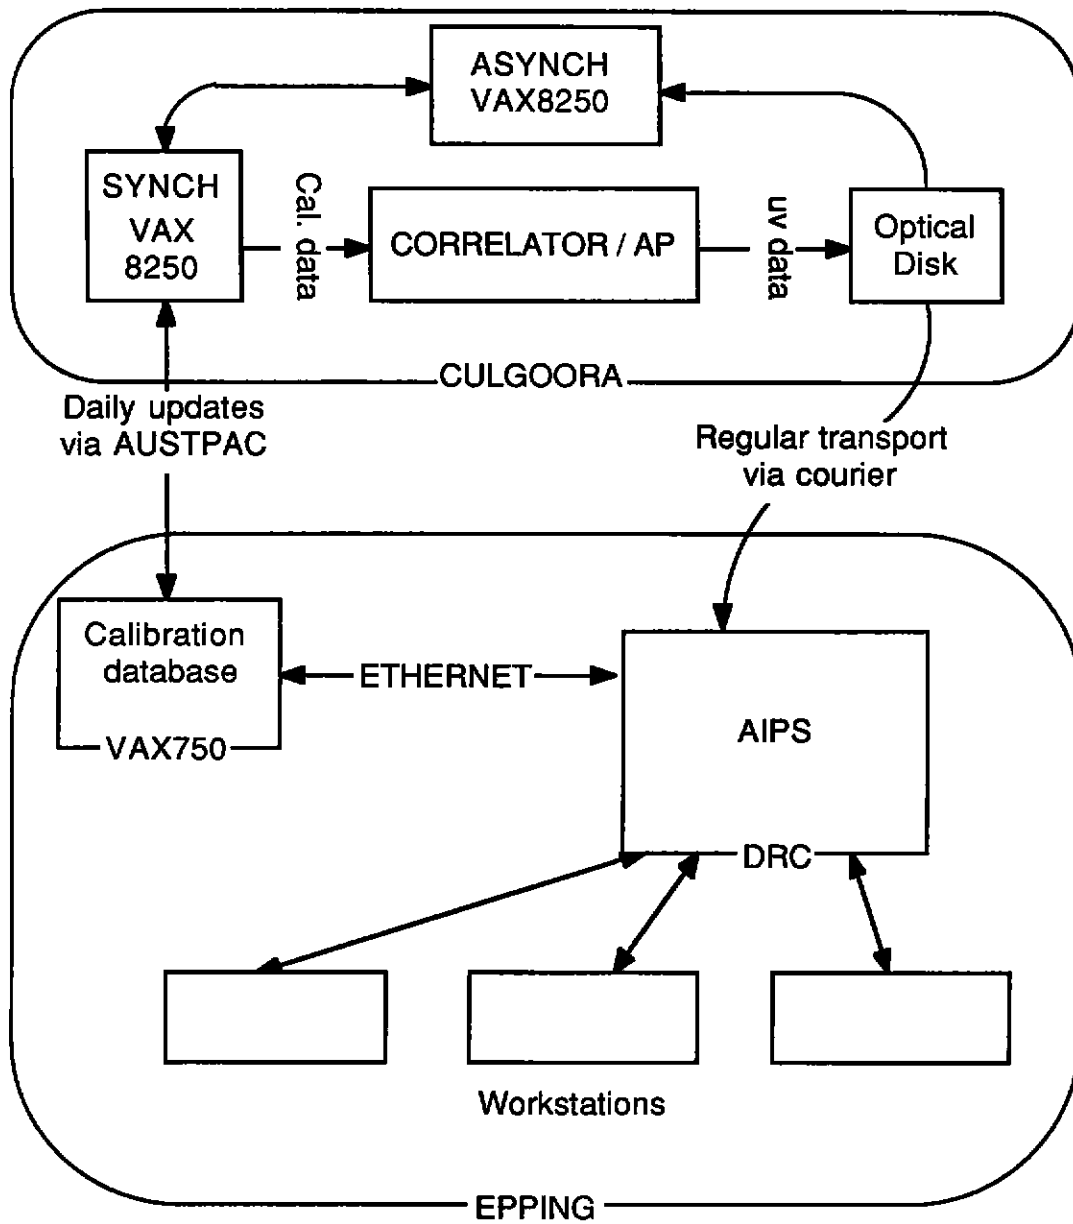 ASYNCH
VAX8250
SYNCH
VAX
8250
Cal. data
CORRELATOR / AP
uv data
Optical
Disk
CULGOORA
Daily updates
via AUSTPAC
Regular transport
via courier
Calibration
database
VAX750
ETHERNET
AIPS
DRC
Workstations
EPPING